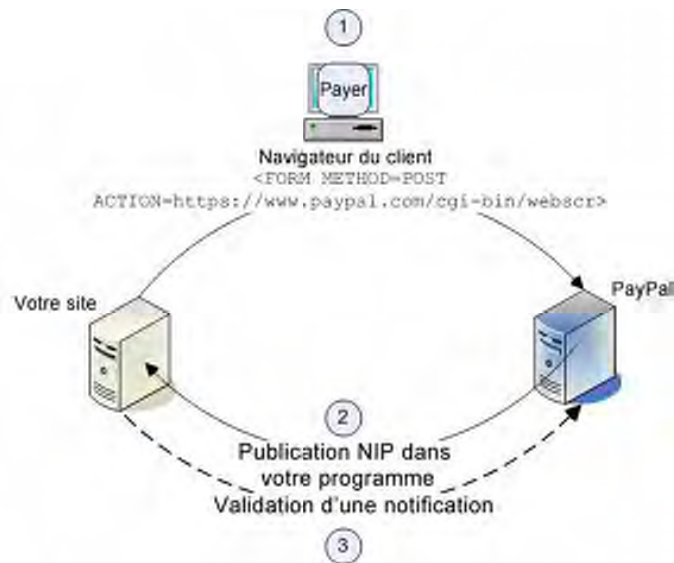 1
Payer
Navigateur du client
<FORM METHOD=POST
ACTION=https://www.paypal.com/cgi-bin/webscr>
Votre site
PayPal
2
Publication NIP dans
votre programme
Validation d'une notification
3